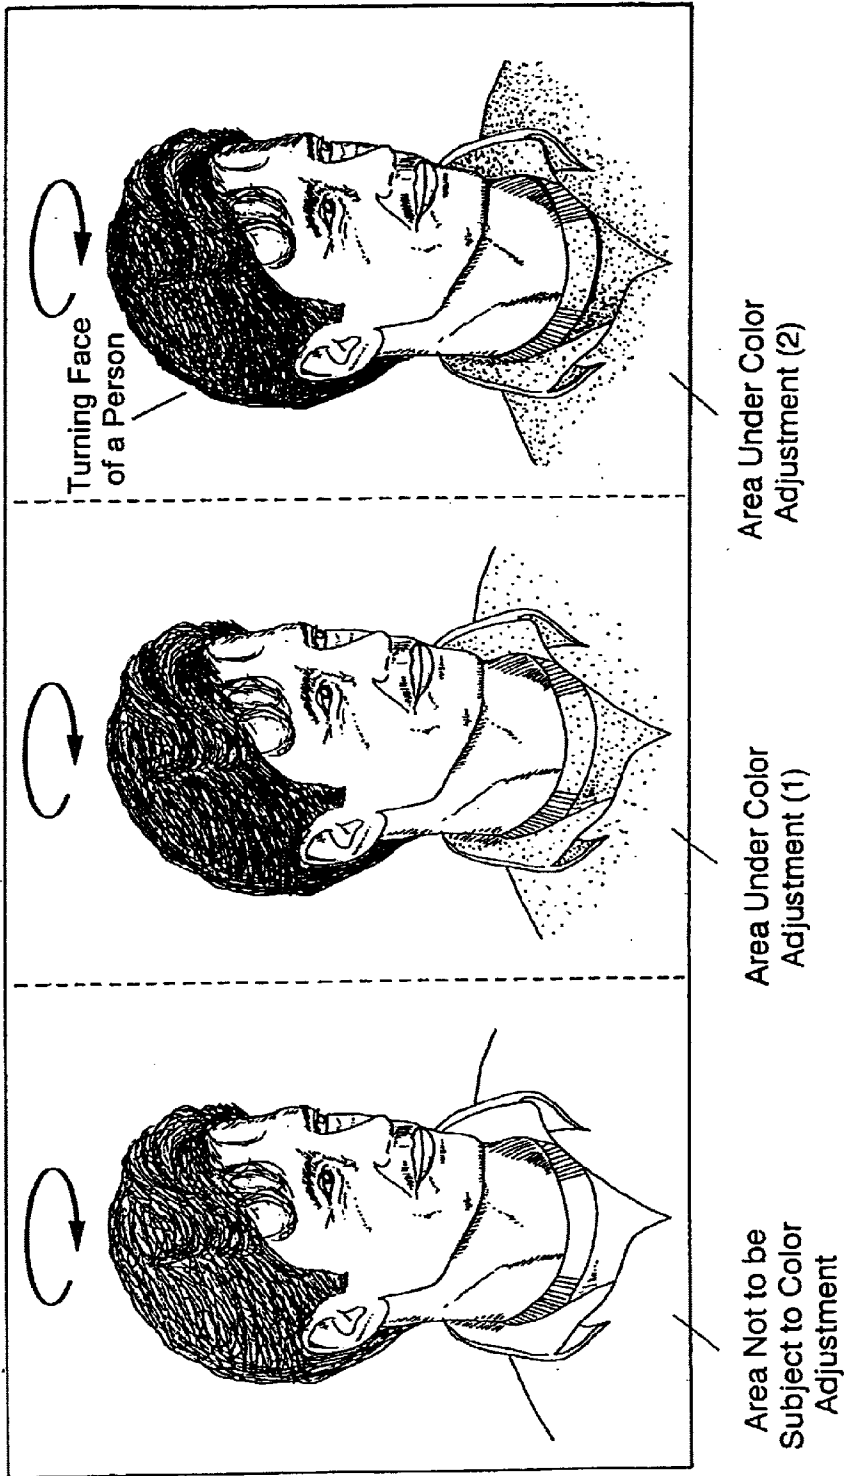 Turning Face
of a Person
Area Not to be
Subject to Color
Adjustment
Area Under Color
Adjustment (1)
Area Under Color
Adjustment (2)